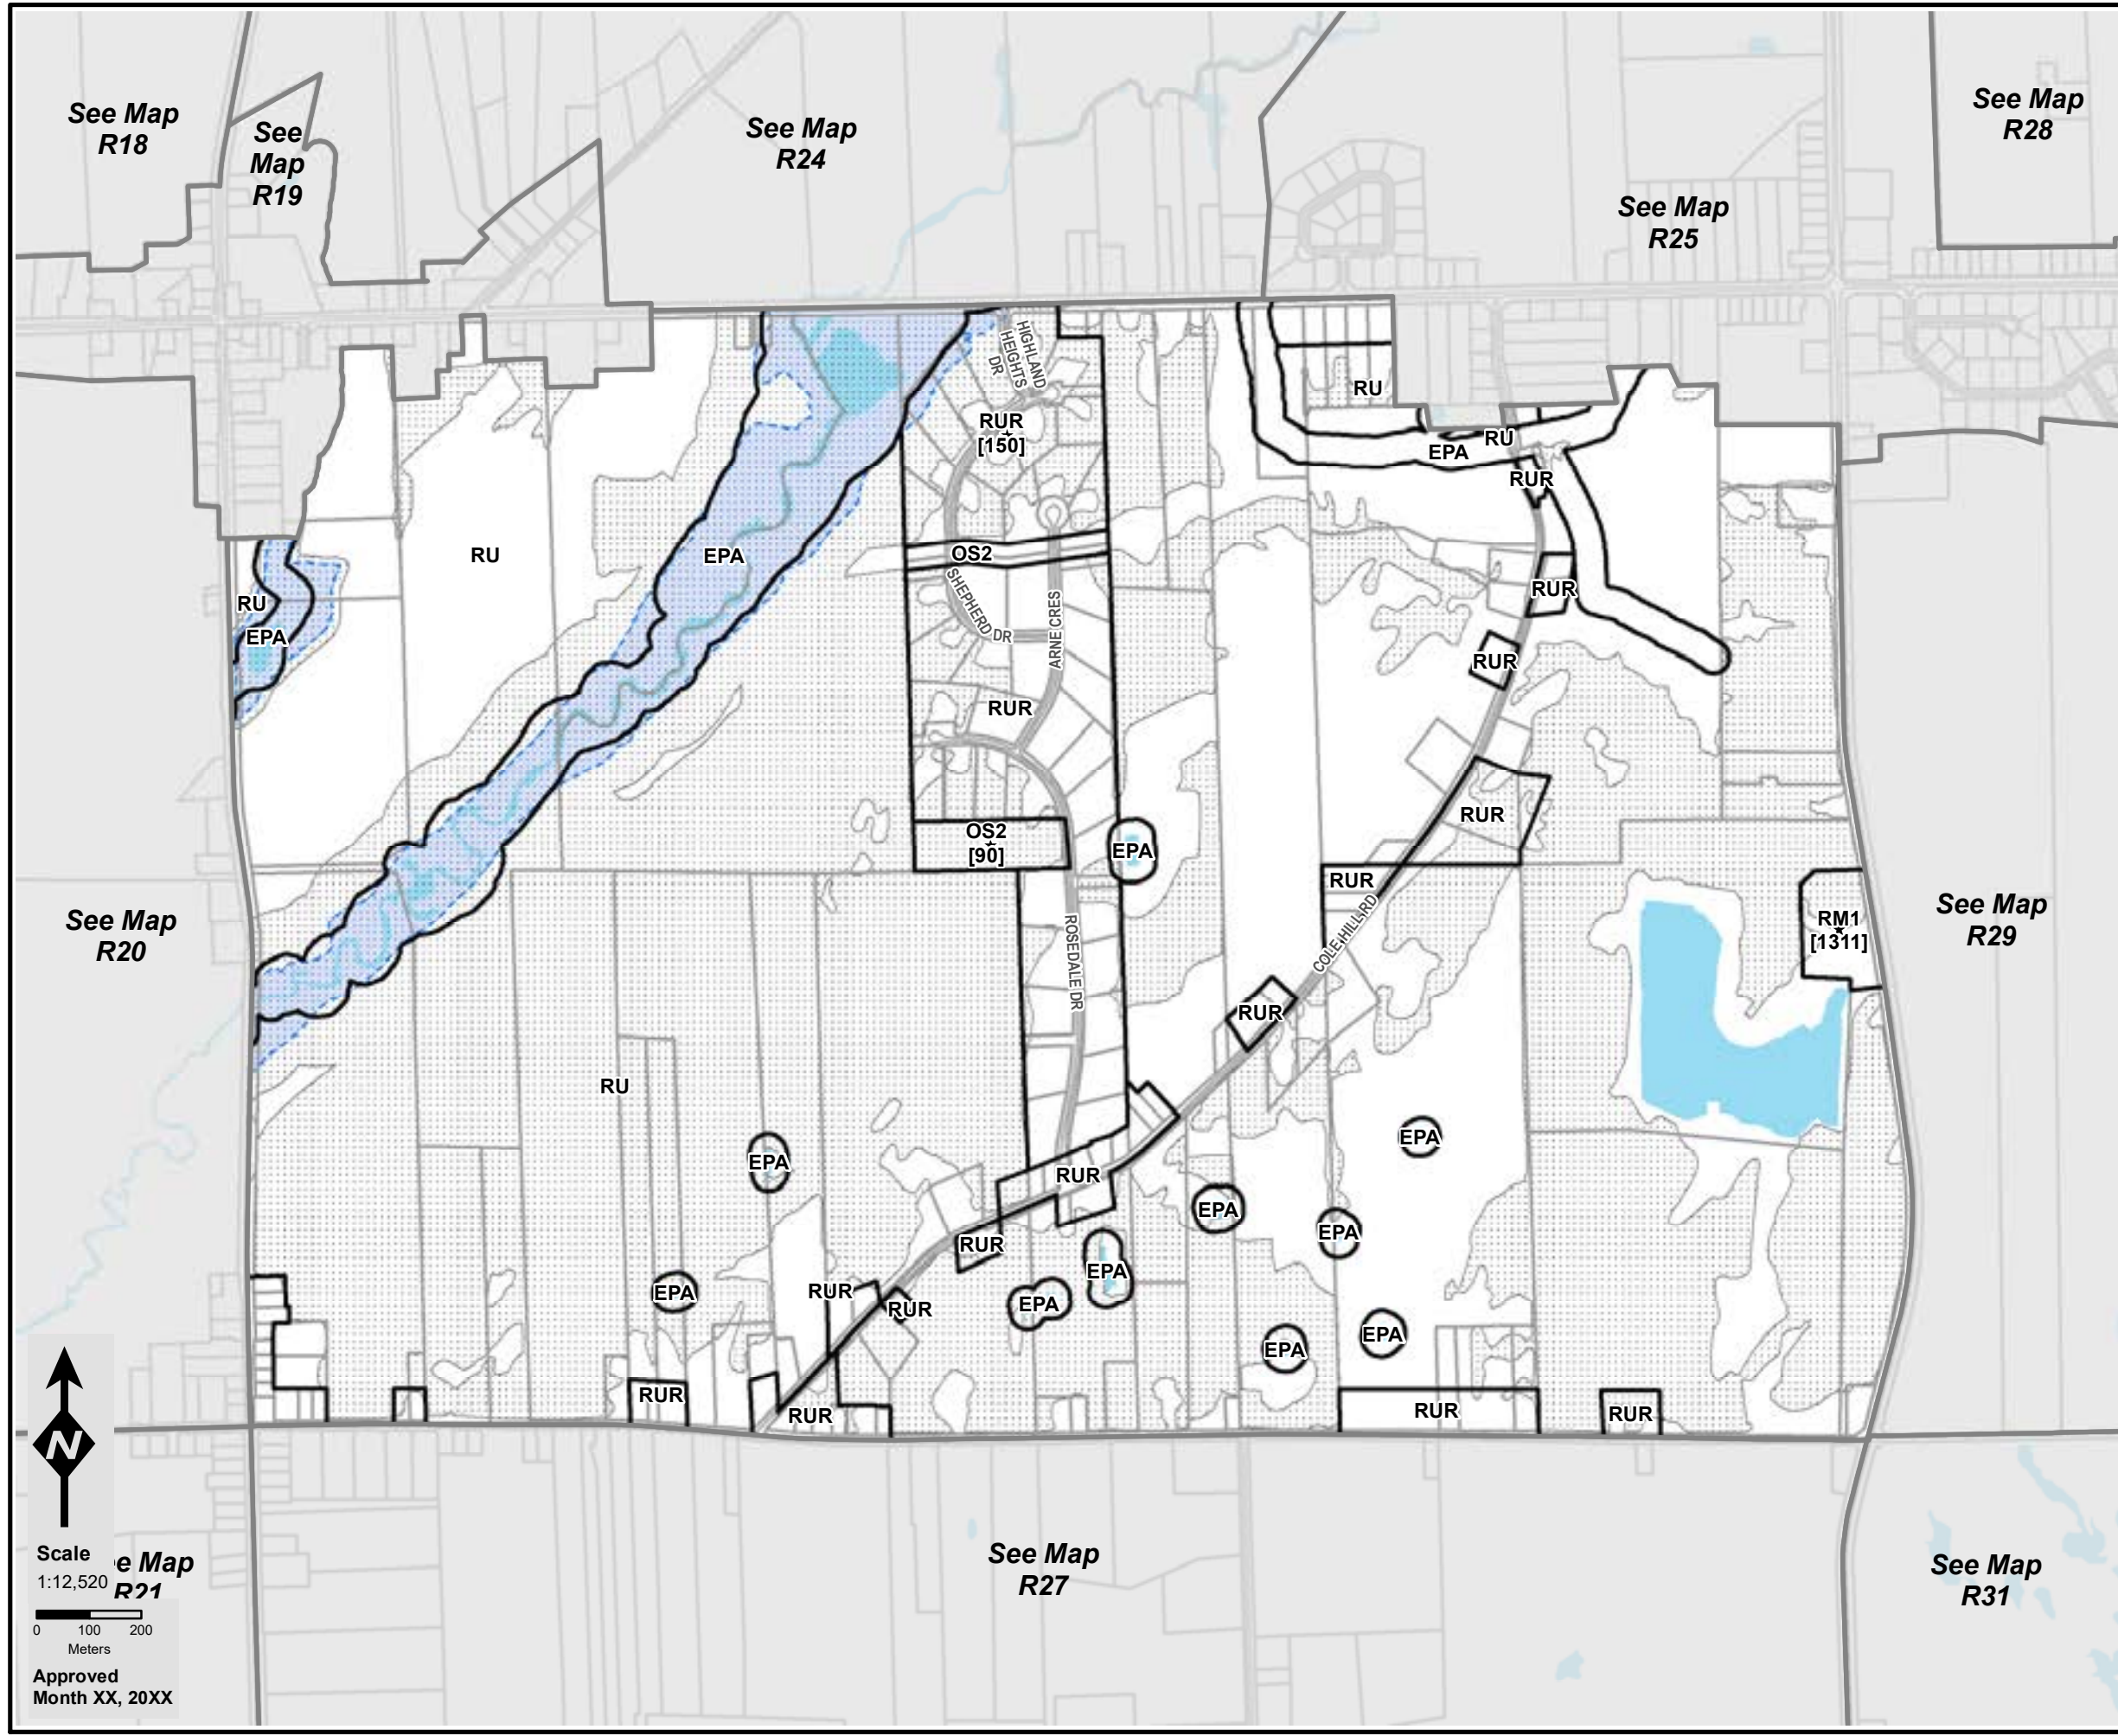 See Map
R18
See
Map
R19
See Map
R24
See Map
R28
See Map
R25
HIGHLAND
HEIGHTS
DR
RU
RUR
[150]
RU
EPA
RUR
RU
EPA
OS2
SHEPHERD DR
ARNE CRES
RUR
RU
EPA
RUR
RUR
RUR
OS2
[90]
EPA
RUR
COLE HILL RD
See Map
R20
ROSEDALE DR
RM1
[1311]
See Map
R29
RUR
RU
EPA
EPA
RUR
EPA
EPA
RUR
EPA
EPA
RUR
RUR
EPA
EPA
EPA
RUR
RUR
RUR
RUR
N
Scale
1:12,520
0 100 200
Meters
Approved
Month XX, 20XX
e Map
R21
See Map
R27
See Map
R31